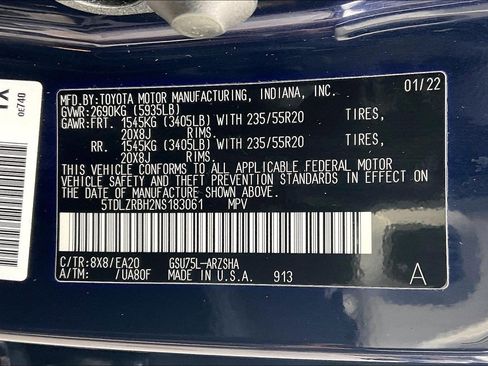 MFD.BY:TOYOTA MOTOR MANUFACTURING, INDIANA, INC. 01/22
GVWR:2690KG (5935LB)
GAWR:FRT. 1545KG (3405LB) WITH 235/55R20 TIRES,
20X8J RIMS.
RR. 1545KG (3405LB) WITH 235/55R20 TIRES,
20X8J RIMS.
THIS VEHICLE CONFORMS TO ALL APPLICABLE FEDERAL MOTOR
VEHICLE SAFETY AND THEFT PREVENTION STANDARDS IN
EFFECT ON THE DATE OF MANUFACTURE SHOWN ABOVE.
5TDLZRBH2NS183061 MPV
C/TR:8X8/EA20 GSU75L-ARZSHA
A/TM: /UA80F MADE IN U.S.A. 913 A
0E740